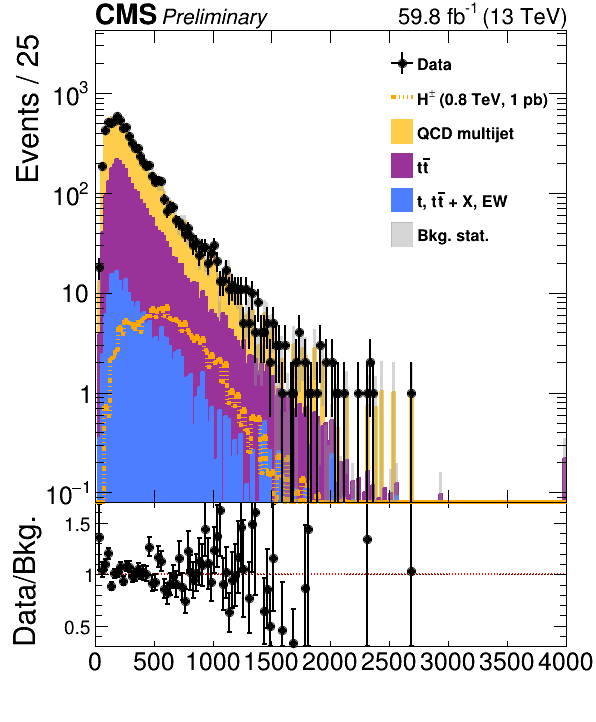 CMS Preliminary 59.8 fb⁻¹ (13 TeV)
Events / 25
Data
H± (0.8 TeV, 1 pb)
QCD multijet
tt̄
t, tt̄ + X, EW
Bkg. stat.
10³
10²
10
1
10⁻¹
Data/Bkg.
1.5
1
0.5
0 500 1000 1500 2000 2500 3000 3500 4000